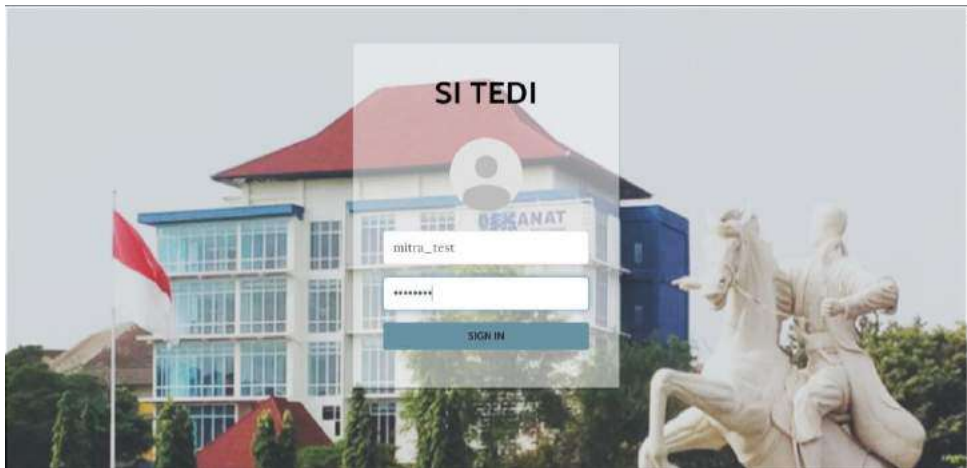 SI TEDI
DEKANAT
mitra_test
********
SIGN IN